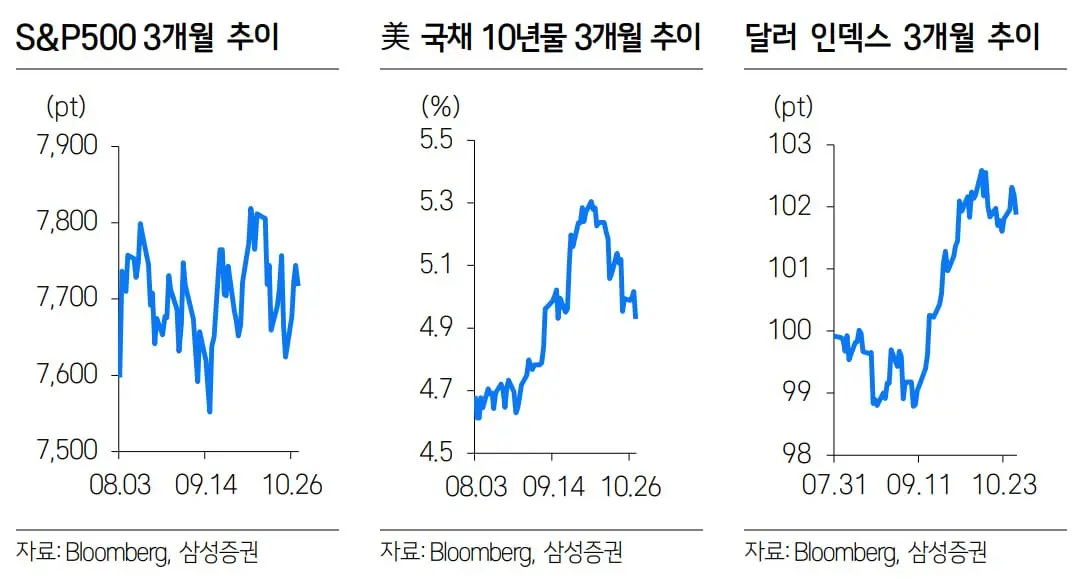 S&P500 3개월 추이
(pt)
7,900
7,800
7,700
7,600
7,500
08.03 09.14 10.26
자료: Bloomberg, 삼성증권
美 국채 10년물 3개월 추이
(%)
5.5
5.3
5.1
4.9
4.7
4.5
08.03 09.14 10.26
자료: Bloomberg, 삼성증권
달러 인덱스 3개월 추이
(pt)
103
102
101
100
99
98
07.31 09.11 10.23
자료: Bloomberg, 삼성증권